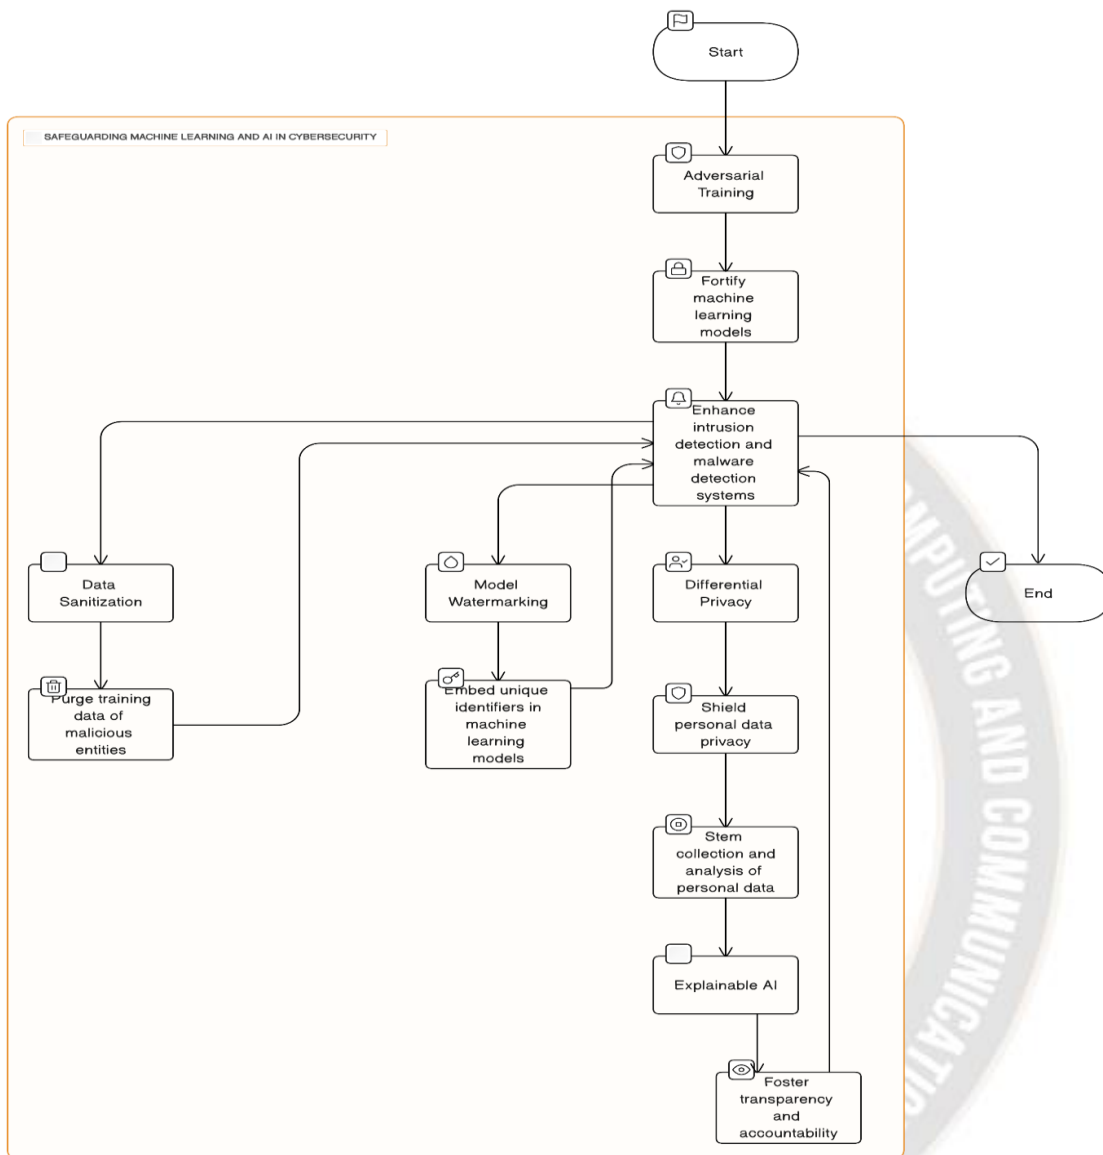 Start
SAFEGUARDING MACHINE LEARNING AND AI IN CYBERSECURITY
Adversarial
Training
Fortify
machine
learning
models
Enhance
intrusion
detection and
malware
detection
systems
Data
Sanitization
Model
Watermarking
Differential
Privacy
End
Purge training
data of
malicious
entities
Embed unique
identifiers in
machine
learning
models
Shield
personal data
privacy
Stem
collection and
analysis of
personal data
Explainable AI
Foster
transparency
and
accountability
COMPUTING AND COMMUNICATIO